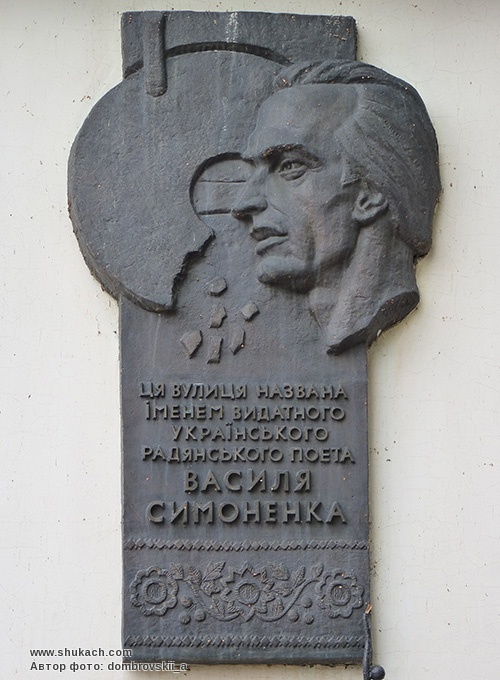 ЦЯ ВУЛИЦЯ НАЗВАНА
ІМЕНЕМ ВИДАТНОГО
УКРАЇНСЬКОГО
РАДЯНСЬКОГО ПОЕТА
ВАСИЛЯ
СИМОНЕНКА
www.shukach.com
Автор фото: dombrovskii_a